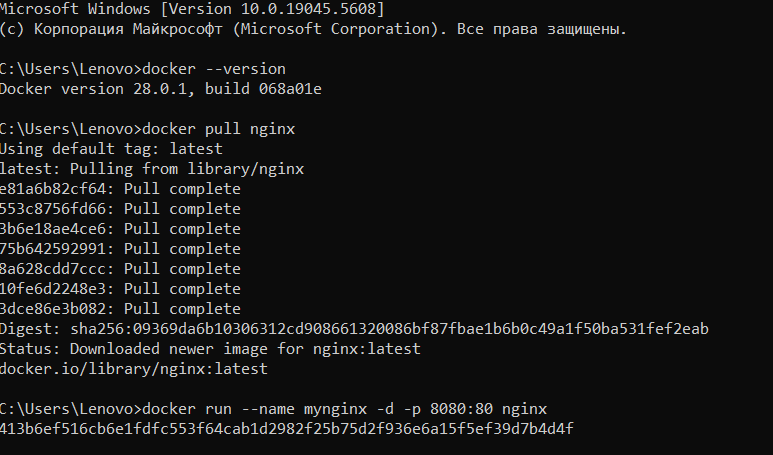 Microsoft Windows [Version 10.0.19045.5608]
(c) Корпорация Майкрософт (Microsoft Corporation). Все права защищены.
C:\Users\Lenovo>docker --version
Docker version 28.0.1, build 068a01e
C:\Users\Lenovo>docker pull nginx
Using default tag: latest
latest: Pulling from library/nginx
e81a6b82cf64: Pull complete
553c8756fd66: Pull complete
3b6e18ae4ce6: Pull complete
75b642592991: Pull complete
8a628cdd7ccc: Pull complete
10fe6d2248e3: Pull complete
3dce86e3b082: Pull complete
Digest: sha256:09369da6b10306312cd908661320086bf87fbae1b6b0c49a1f50ba531fef2eab
Status: Downloaded newer image for nginx:latest
docker.io/library/nginx:latest
C:\Users\Lenovo>docker run --name mynginx -d -p 8080:80 nginx
413b6ef516cb6e1fdfc553f64cab1d2982f25b75d2f936e6a15f5ef39d7b4d4f